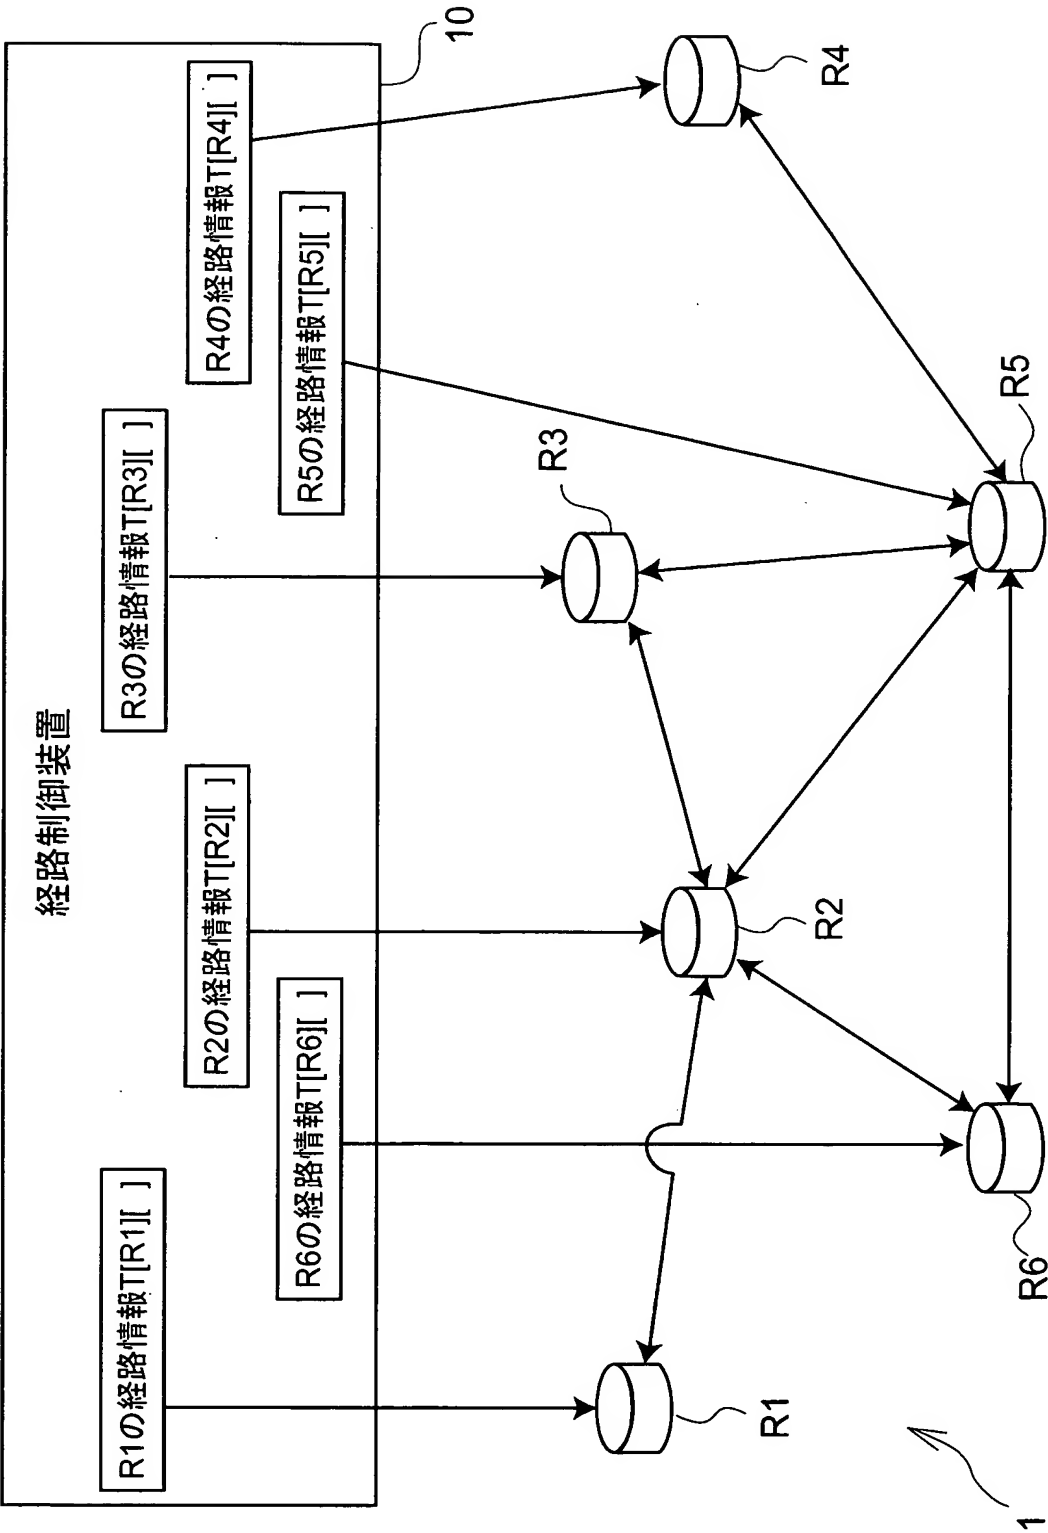 経路制御装置
R1の経路情報T[R1][ ]
R6の経路情報T[R6][ ]
R2の経路情報T[R2][ ]
R3の経路情報T[R3][ ]
R5の経路情報T[R5][ ]
R4の経路情報T[R4][ ]
10
R1
R2
R3
R4
R5
R6
1